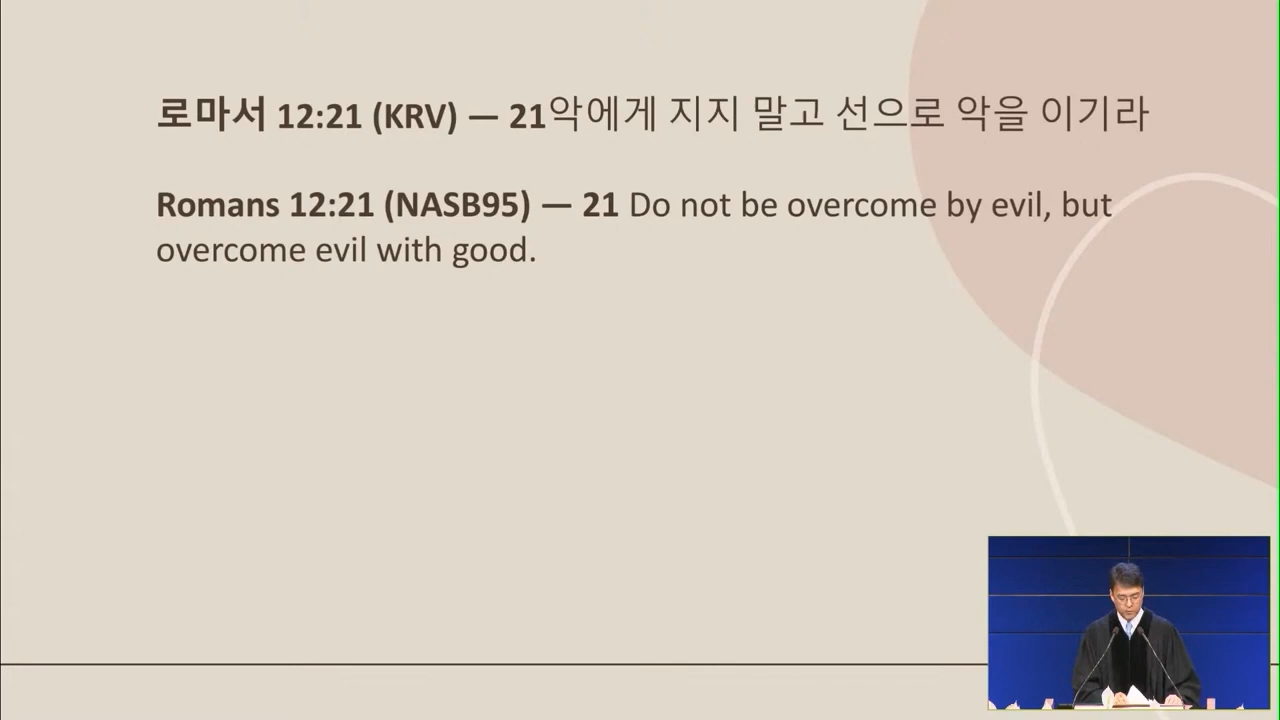 로마서 12:21 (KRV) — 21악에게 지지 말고 선으로 악을 이기라
Romans 12:21 (NASB95) — 21 Do not be overcome by evil, but
overcome evil with good.